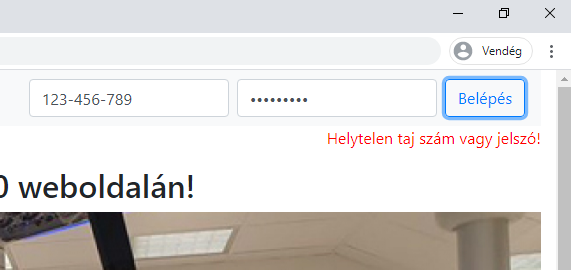 Vendég
123-456-789 ••••••••• Belépés
Helytelen taj szám vagy jelszó!
0 weboldalán!